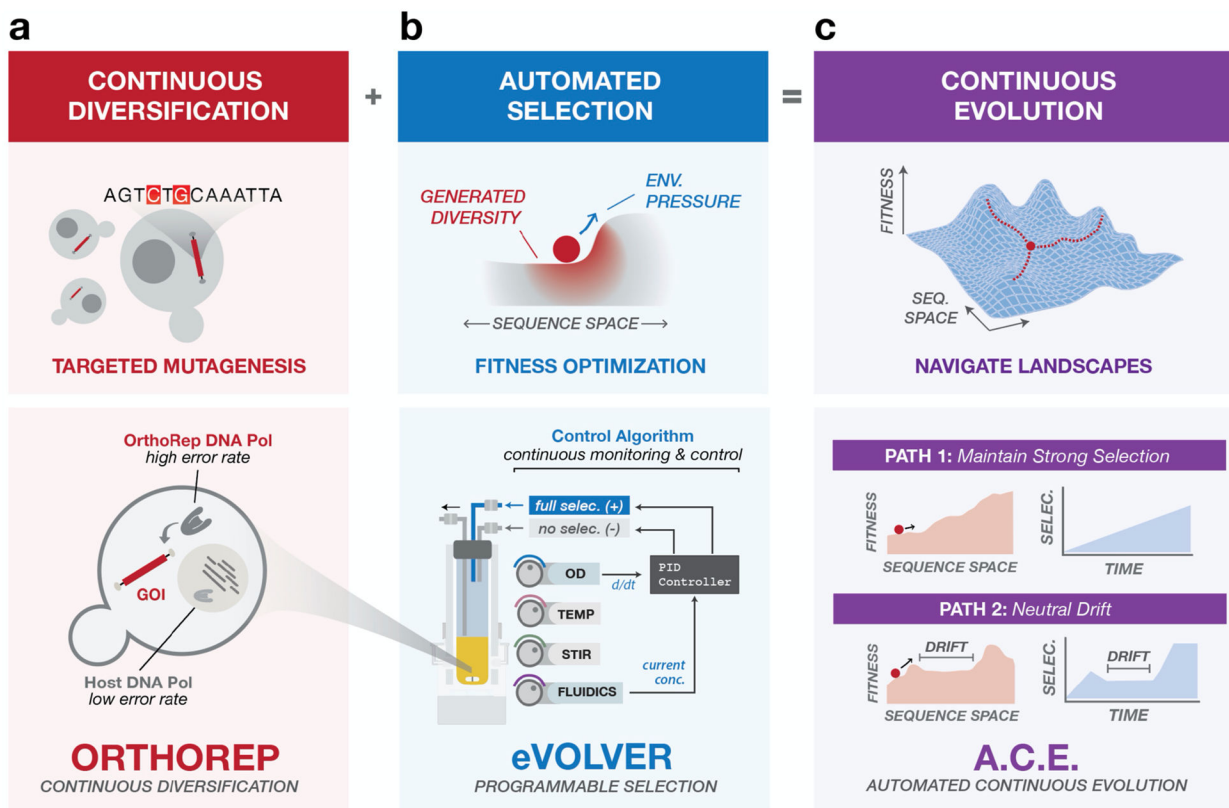 a
CONTINUOUS
DIVERSIFICATION
AGTCTGCAAATTA
TARGETED MUTAGENESIS
OrthoRep DNA Pol
high error rate
GOI
Host DNA Pol
low error rate
ORTHOREP
CONTINUOUS DIVERSIFICATION
+
b
AUTOMATED
SELECTION
GENERATED
DIVERSITY
ENV.
PRESSURE
SEQUENCE SPACE
FITNESS OPTIMIZATION
Control Algorithm
continuous monitoring & control
full selec. (+)
no selec. (-)
OD
d/dt
PID
Controller
TEMP
STIR
FLUIDICS
current
conc.
eVOLVER
PROGRAMMABLE SELECTION
=
c
CONTINUOUS
EVOLUTION
FITNESS
SEQ.
SPACE
NAVIGATE LANDSCAPES
PATH 1: Maintain Strong Selection
FITNESS
SEQUENCE SPACE
SELEC.
TIME
PATH 2: Neutral Drift
FITNESS
DRIFT
SEQUENCE SPACE
SELEC.
DRIFT
TIME
A.C.E.
AUTOMATED CONTINUOUS EVOLUTION